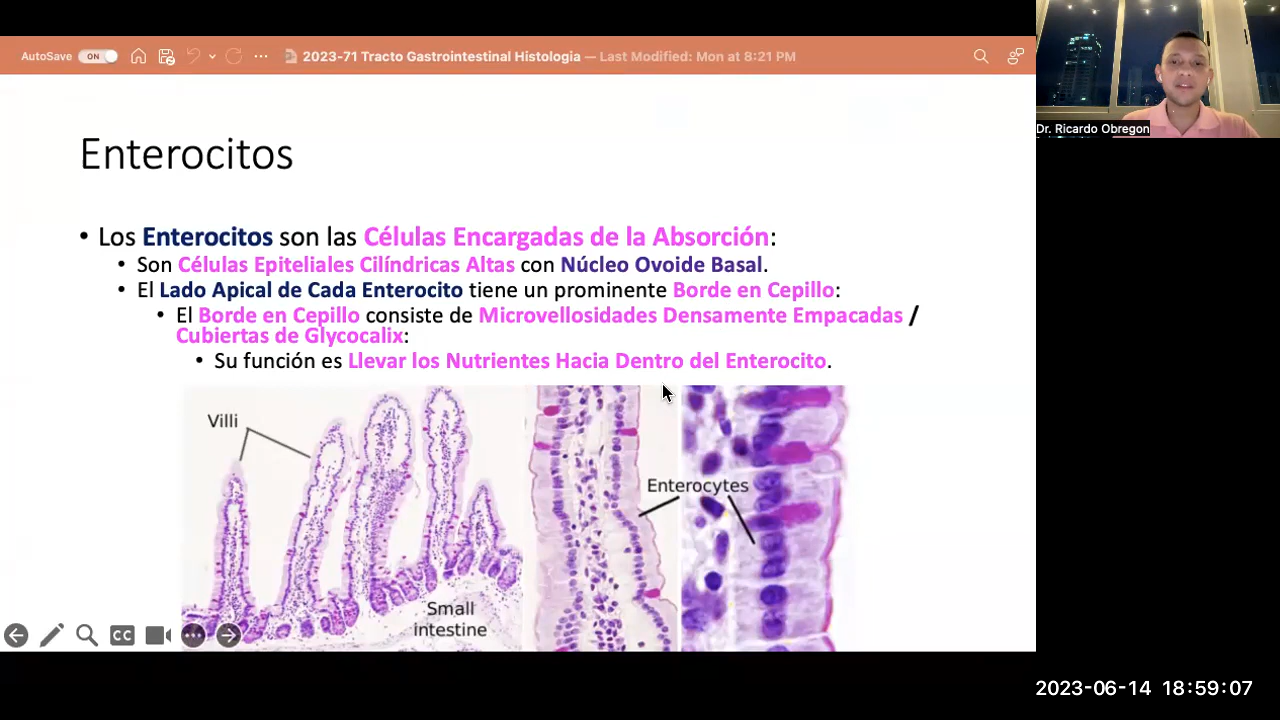 AutoSave ON 2023-71 Tracto Gastrointestinal Histologia — Last Modified: Mon at 8:21 PM
Dr. Ricardo Obregon
Enterocitos
• Los Enterocitos son las Células Encargadas de la Absorción:
• Son Células Epiteliales Cilíndricas Altas con Núcleo Ovoide Basal.
• El Lado Apical de Cada Enterocito tiene un prominente Borde en Cepillo:
• El Borde en Cepillo consiste de Microvellosidades Densamente Empacadas /
Cubiertas de Glycocalix:
• Su función es Llevar los Nutrientes Hacia Dentro del Enterocito.
Villi
Enterocytes
Small
intestine
CC
2023-06-14 18:59:07